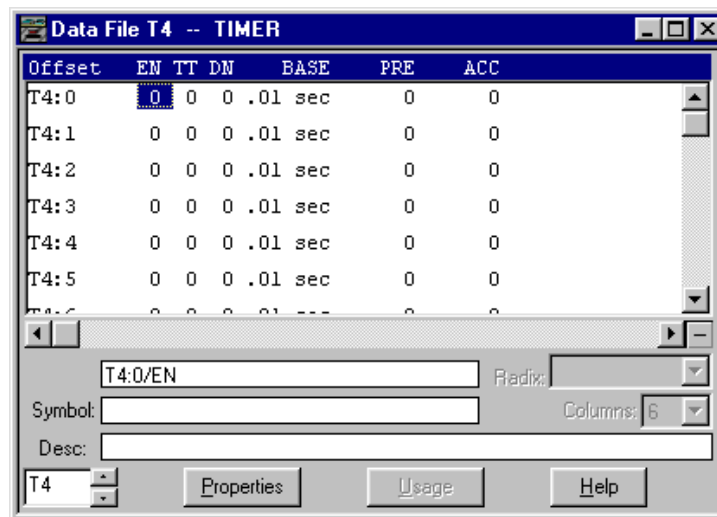 Data File T4 -- TIMER
Offset EN TT DN BASE PRE ACC
T4:0 0 0 0 .01 sec 0 0
T4:1 0 0 0 .01 sec 0 0
T4:2 0 0 0 .01 sec 0 0
T4:3 0 0 0 .01 sec 0 0
T4:4 0 0 0 .01 sec 0 0
T4:5 0 0 0 .01 sec 0 0
T4:0/EN Radix:
Symbol: Columns: 6
Desc:
T4 Properties Usage Help